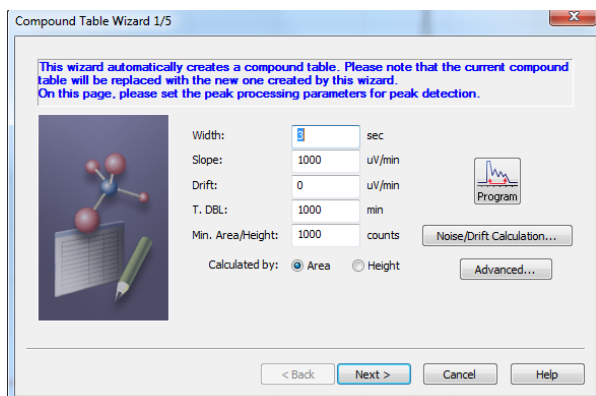 Compound Table Wizard 1/5
This wizard automatically creates a compound table. Please note that the current compound
table will be replaced with the new one created by this wizard.
On this page, please set the peak processing parameters for peak detection.
Width: 3 sec
Slope: 1000 uV/min
Drift: 0 uV/min
Program
T. DBL: 1000 min
Min. Area/Height: 1000 counts Noise/Drift Calculation...
Calculated by: Area Height Advanced...
< Back Next > Cancel Help